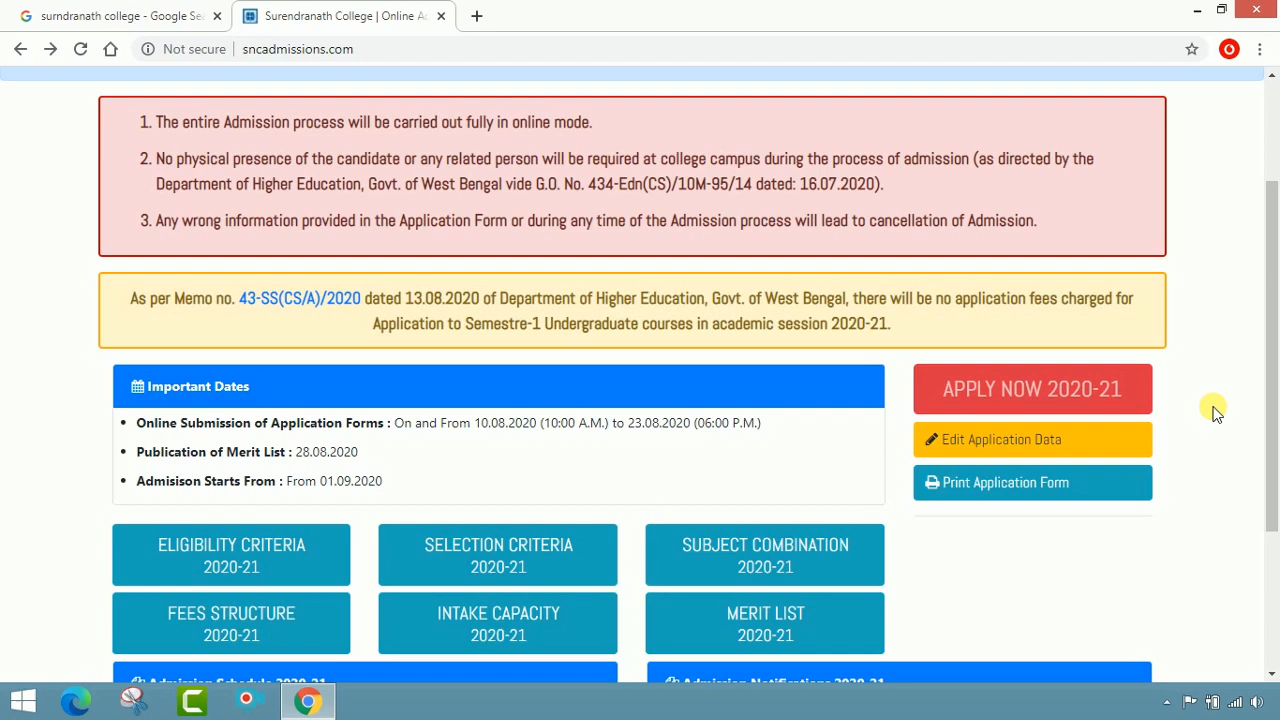 surndranath college - Google Sea
Surendranath College | Online Ad
Not secure | sncadmissions.com
1. The entire Admission process will be carried out fully in online mode.
2. No physical presence of the candidate or any related person will be required at college campus during the process of admission (as directed by the
Department of Higher Education, Govt. of West Bengal vide G.O. No. 434-Edn(CS)/10M-95/14 dated: 16.07.2020).
3. Any wrong information provided in the Application Form or during any time of the Admission process will lead to cancellation of Admission.
As per Memo no. 43-SS(CS/A)/2020 dated 13.08.2020 of Department of Higher Education, Govt. of West Bengal, there will be no application fees charged for
Application to Semestre-1 Undergraduate courses in academic session 2020-21.
Important Dates
• Online Submission of Application Forms : On and From 10.08.2020 (10:00 A.M.) to 23.08.2020 (06:00 P.M.)
• Publication of Merit List : 28.08.2020
• Admisison Starts From : From 01.09.2020
APPLY NOW 2020-21
Edit Application Data
Print Application Form
ELIGIBILITY CRITERIA
2020-21
SELECTION CRITERIA
2020-21
SUBJECT COMBINATION
2020-21
FEES STRUCTURE
2020-21
INTAKE CAPACITY
2020-21
MERIT LIST
2020-21
Admission Schedule 2020-21
Admission Notifications 2020-21